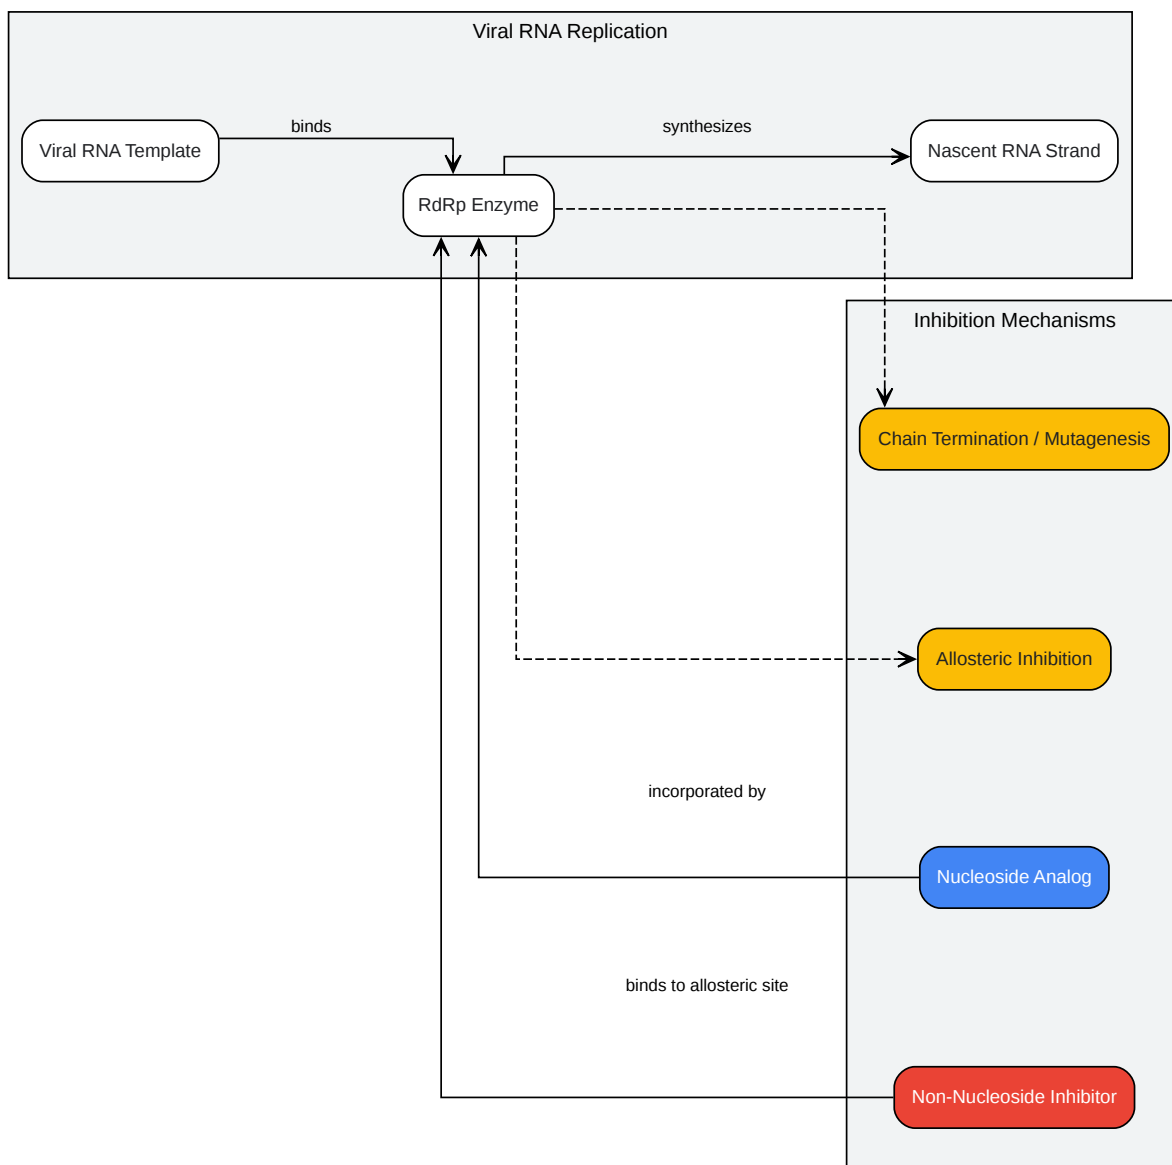 Viral RNA Replication
binds
synthesizes
Viral RNA Template
Nascent RNA Strand
RdRp Enzyme
Inhibition Mechanisms
Chain Termination / Mutagenesis
Allosteric Inhibition
incorporated by
Nucleoside Analog
binds to allosteric site
Non-Nucleoside Inhibitor